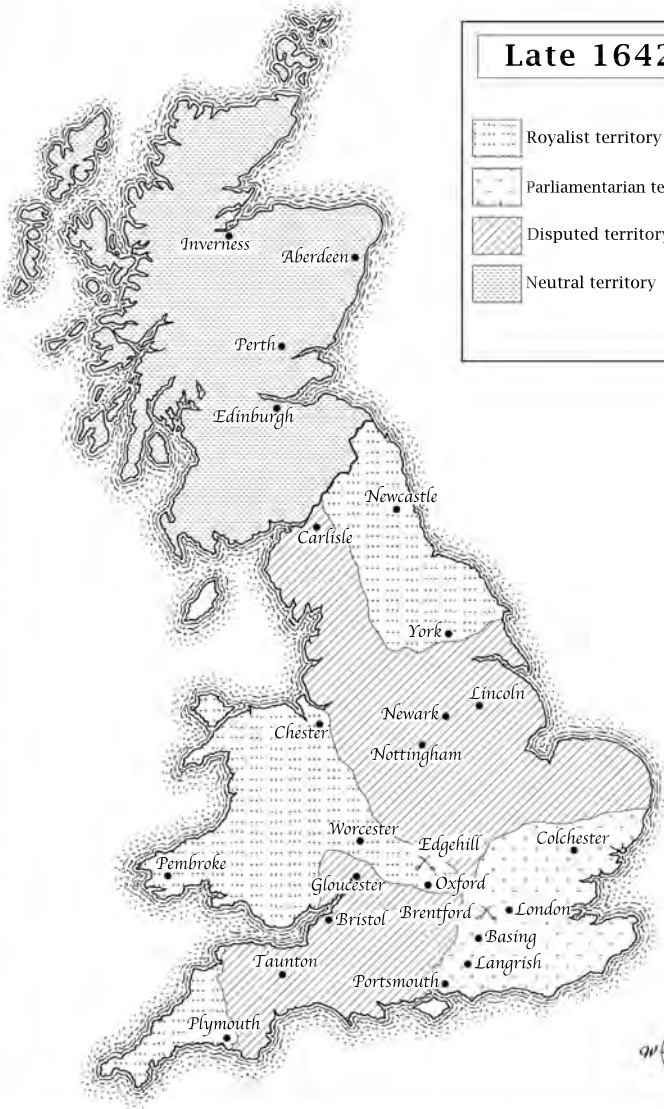 Late 1642
Royalist territory
Parliamentarian te
Disputed territory
Neutral territory
Inverness
Aberdeen
Perth
Edinburgh
Newcastle
Carlisle
York
Lincoln
Newark
Chester
Nottingham
Worcester
Edgehill
Colchester
Pembroke
Gloucester
Oxford
Brentford
London
Bristol
Basing
Taunton
Langrish
Portsmouth
Plymouth
W